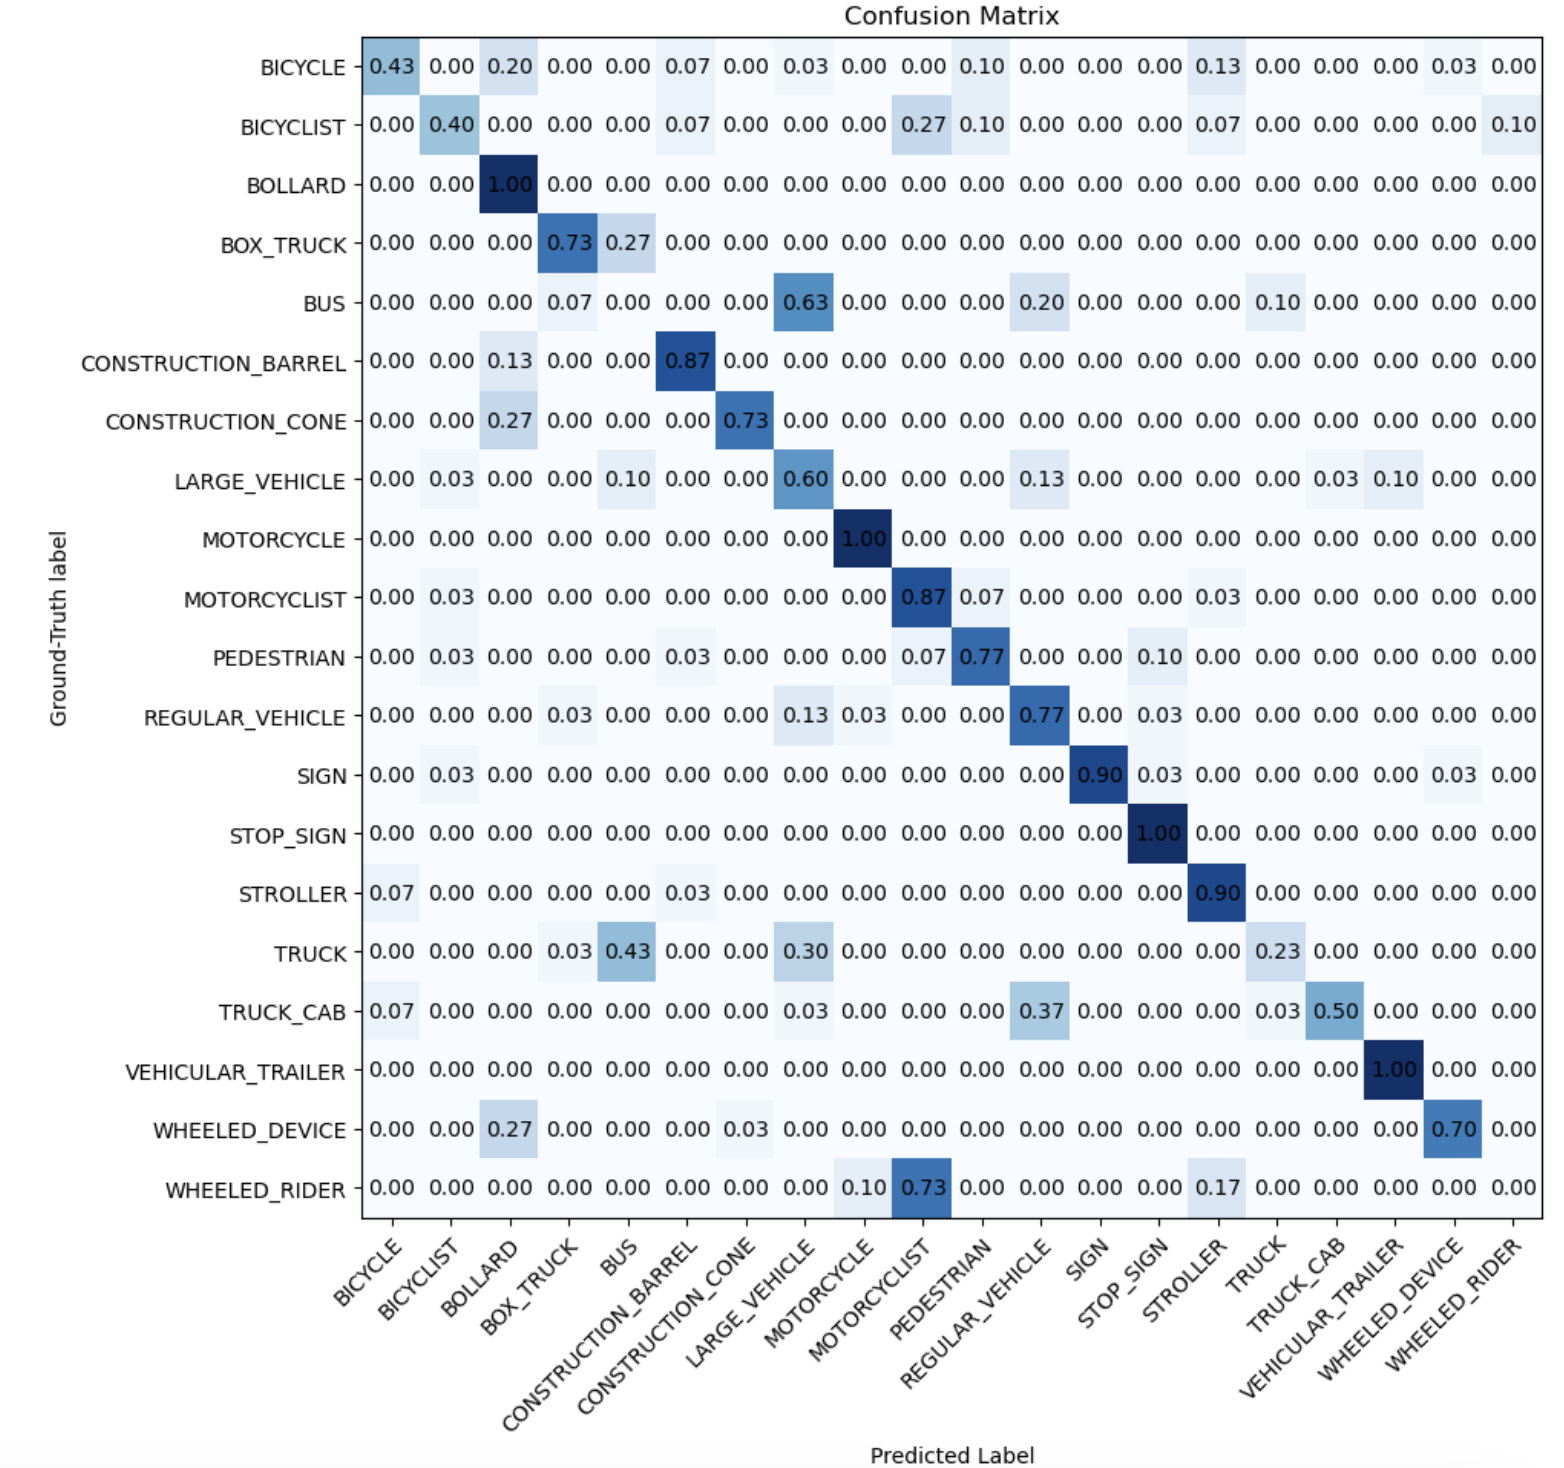 Confusion Matrix
BICYCLE 0.43 0.00 0.20 0.00 0.00 0.07 0.00 0.03 0.00 0.00 0.10 0.00 0.00 0.00 0.13 0.00 0.00 0.00 0.03 0.00
BICYCLIST 0.00 0.40 0.00 0.00 0.00 0.07 0.00 0.00 0.00 0.27 0.10 0.00 0.00 0.00 0.07 0.00 0.00 0.00 0.00 0.10
BOLLARD 0.00 0.00 1.00 0.00 0.00 0.00 0.00 0.00 0.00 0.00 0.00 0.00 0.00 0.00 0.00 0.00 0.00 0.00 0.00 0.00
BOX_TRUCK 0.00 0.00 0.00 0.73 0.27 0.00 0.00 0.00 0.00 0.00 0.00 0.00 0.00 0.00 0.00 0.00 0.00 0.00 0.00 0.00
BUS 0.00 0.00 0.00 0.07 0.00 0.00 0.00 0.63 0.00 0.00 0.00 0.20 0.00 0.00 0.00 0.10 0.00 0.00 0.00 0.00
CONSTRUCTION_BARREL 0.00 0.00 0.13 0.00 0.00 0.87 0.00 0.00 0.00 0.00 0.00 0.00 0.00 0.00 0.00 0.00 0.00 0.00 0.00 0.00
CONSTRUCTION_CONE 0.00 0.00 0.27 0.00 0.00 0.00 0.73 0.00 0.00 0.00 0.00 0.00 0.00 0.00 0.00 0.00 0.00 0.00 0.00 0.00
LARGE_VEHICLE 0.00 0.03 0.00 0.00 0.10 0.00 0.00 0.60 0.00 0.00 0.00 0.13 0.00 0.00 0.00 0.00 0.03 0.10 0.00 0.00
MOTORCYCLE 0.00 0.00 0.00 0.00 0.00 0.00 0.00 0.00 1.00 0.00 0.00 0.00 0.00 0.00 0.00 0.00 0.00 0.00 0.00 0.00
MOTORCYCLIST 0.00 0.03 0.00 0.00 0.00 0.00 0.00 0.00 0.00 0.87 0.07 0.00 0.00 0.00 0.03 0.00 0.00 0.00 0.00 0.00
PEDESTRIAN 0.00 0.03 0.00 0.00 0.00 0.03 0.00 0.00 0.00 0.07 0.77 0.00 0.00 0.10 0.00 0.00 0.00 0.00 0.00 0.00
REGULAR_VEHICLE 0.00 0.00 0.00 0.03 0.00 0.00 0.00 0.13 0.03 0.00 0.00 0.77 0.00 0.03 0.00 0.00 0.00 0.00 0.00 0.00
SIGN 0.00 0.03 0.00 0.00 0.00 0.00 0.00 0.00 0.00 0.00 0.00 0.00 0.90 0.03 0.00 0.00 0.00 0.00 0.03 0.00
STOP_SIGN 0.00 0.00 0.00 0.00 0.00 0.00 0.00 0.00 0.00 0.00 0.00 0.00 0.00 1.00 0.00 0.00 0.00 0.00 0.00 0.00
STROLLER 0.07 0.00 0.00 0.00 0.00 0.03 0.00 0.00 0.00 0.00 0.00 0.00 0.00 0.00 0.90 0.00 0.00 0.00 0.00 0.00
TRUCK 0.00 0.00 0.00 0.03 0.43 0.00 0.00 0.30 0.00 0.00 0.00 0.00 0.00 0.00 0.00 0.23 0.00 0.00 0.00 0.00
TRUCK_CAB 0.07 0.00 0.00 0.00 0.00 0.00 0.00 0.03 0.00 0.00 0.00 0.37 0.00 0.00 0.00 0.03 0.50 0.00 0.00 0.00
VEHICULAR_TRAILER 0.00 0.00 0.00 0.00 0.00 0.00 0.00 0.00 0.00 0.00 0.00 0.00 0.00 0.00 0.00 0.00 0.00 1.00 0.00 0.00
WHEELED_DEVICE 0.00 0.00 0.27 0.00 0.00 0.00 0.03 0.00 0.00 0.00 0.00 0.00 0.00 0.00 0.00 0.00 0.00 0.00 0.70 0.00
WHEELED_RIDER 0.00 0.00 0.00 0.00 0.00 0.00 0.00 0.00 0.10 0.73 0.00 0.00 0.00 0.00 0.17 0.00 0.00 0.00 0.00 0.00
Ground-Truth label
BICYCLE
BICYCLIST
BOLLARD
BOX_TRUCK
BUS
CONSTRUCTION_BARREL
CONSTRUCTION_CONE
LARGE_VEHICLE
MOTORCYCLE
MOTORCYCLIST
PEDESTRIAN
REGULAR_VEHICLE
SIGN
STOP_SIGN
STROLLER
TRUCK
TRUCK_CAB
VEHICULAR_TRAILER
WHEELED_DEVICE
WHEELED_RIDER
Predicted Label